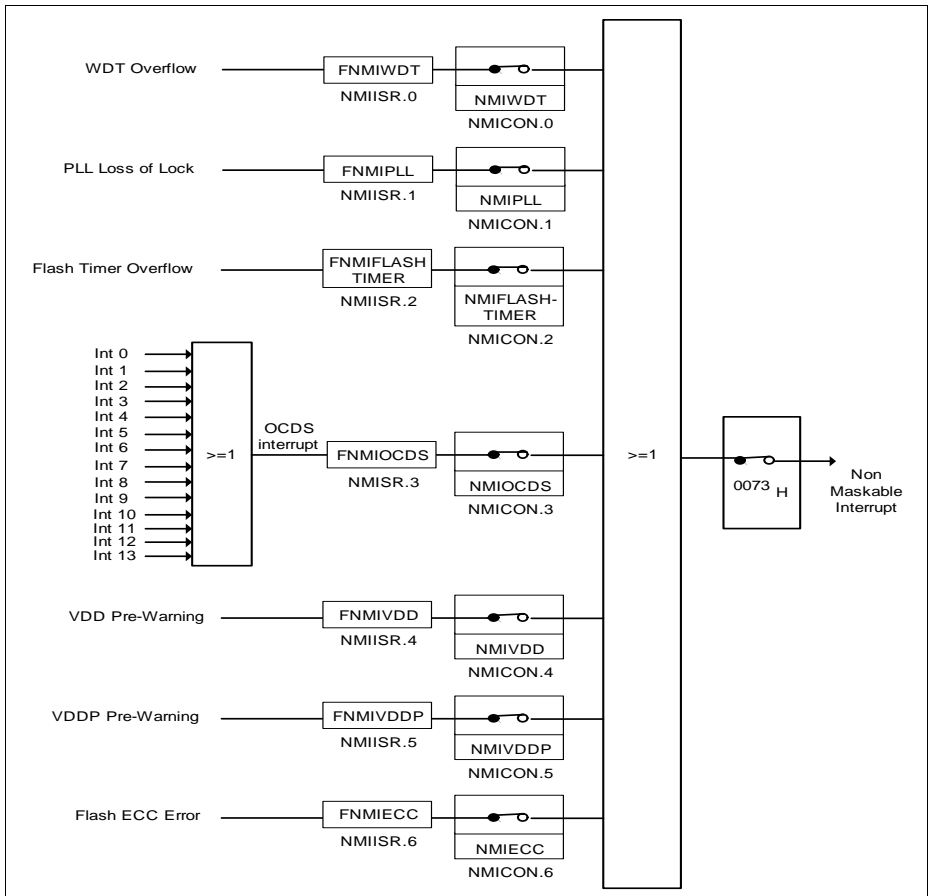 WDT Overflow
FNMIWDT
NMIISR.0
NMIWDT
NMICON.0
PLL Loss of Lock
FNMIPLL
NMIISR.1
NMIPLL
NMICON.1
Flash Timer Overflow
FNMIFLASH
TIMER
NMIISR.2
NMIFLASH-
TIMER
NMICON.2
Int 0
Int 1
Int 2
Int 3
Int 4
Int 5
Int 6
Int 7
Int 8
Int 9
Int 10
Int 11
Int 12
Int 13
>=1
OCDS
interrupt
FNMIOCDS
NMISR.3
NMIOCDS
NMICON.3
>=1
0073 H
Non
Maskable
Interrupt
VDD Pre-Warning
FNMIVDD
NMIISR.4
NMIVDD
NMICON.4
VDDP Pre-Warning
FNMIVDDP
NMIISR.5
NMIVDDP
NMICON.5
Flash ECC Error
FNMIECC
NMIISR.6
NMIECC
NMICON.6